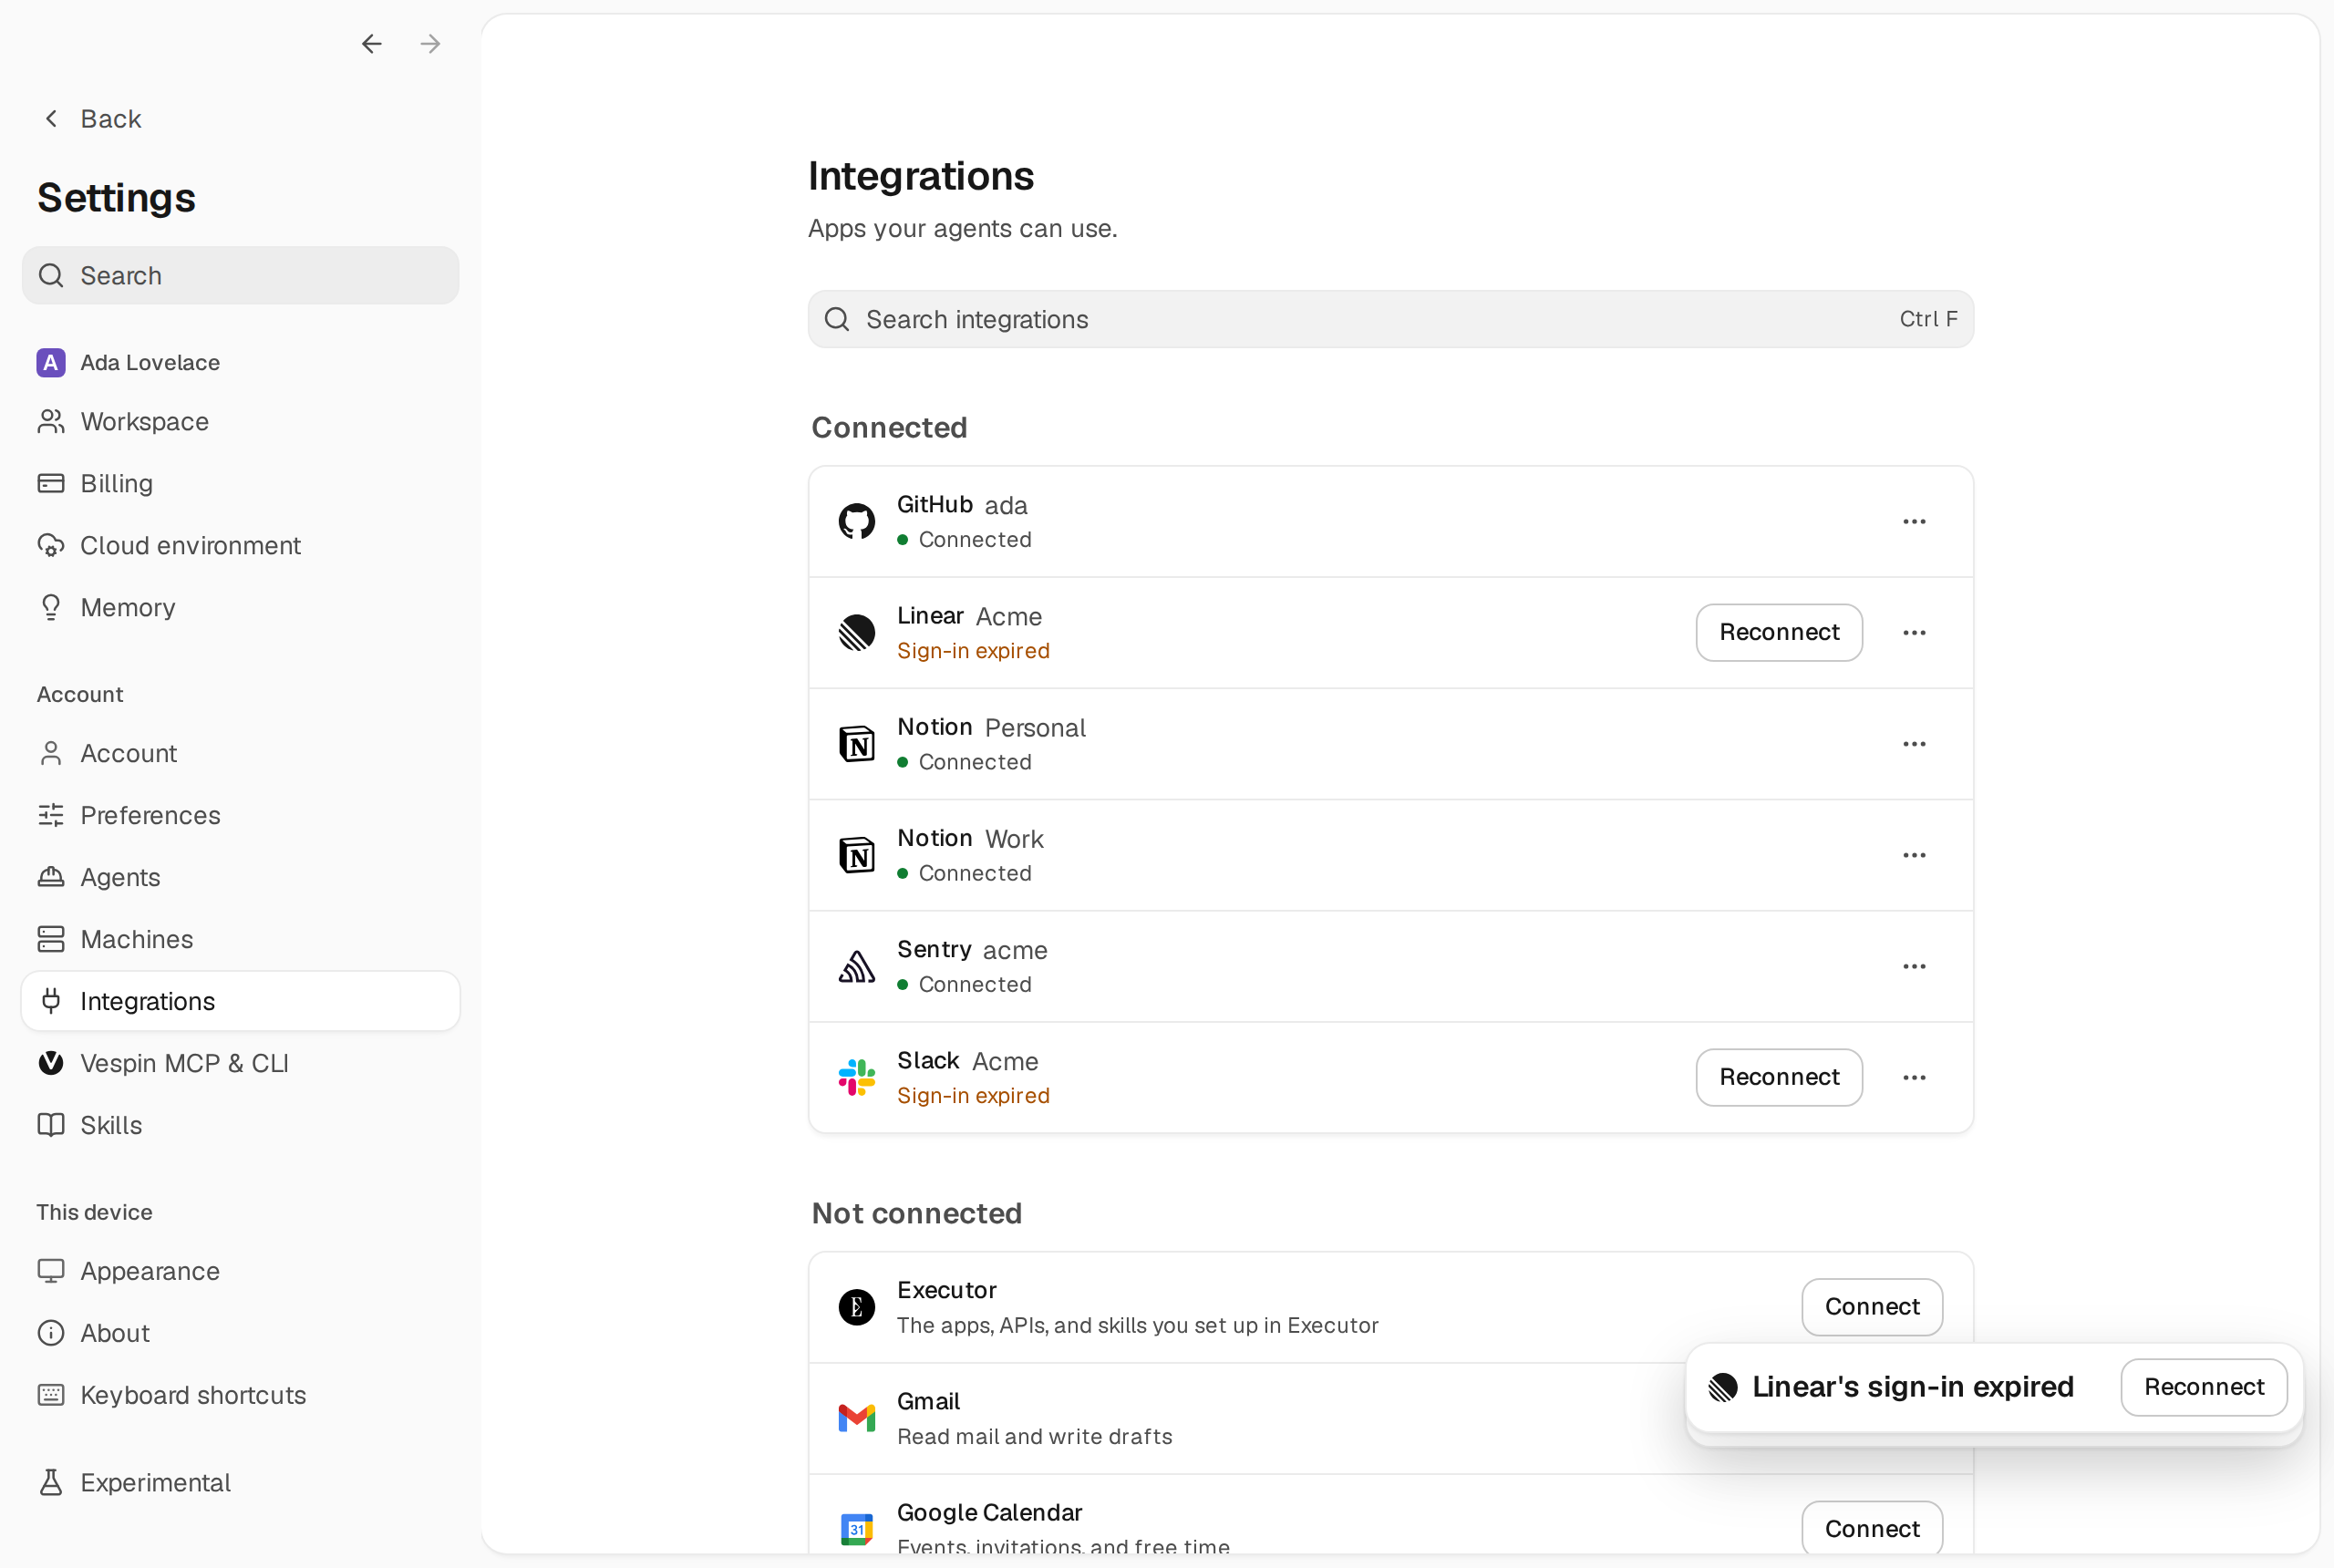 Back
Settings
Search
A Ada Lovelace
Workspace
Billing
Cloud environment
Memory
Account
Account
Preferences
Agents
Machines
Integrations
Vespin MCP & CLI
Skills
This device
Appearance
About
Keyboard shortcuts
Experimental
Integrations
Apps your agents can use.
Search integrations Ctrl F
Connected
GitHub ada
Connected
Linear Acme
Sign-in expired
Reconnect
Notion Personal
Connected
Notion Work
Connected
Sentry acme
Connected
Slack Acme
Sign-in expired
Reconnect
Not connected
Executor
The apps, APIs, and skills you set up in Executor
Connect
Gmail
Read mail and write drafts
Linear's sign-in expired Reconnect
31
Google Calendar
Events, invitations, and free time
Connect